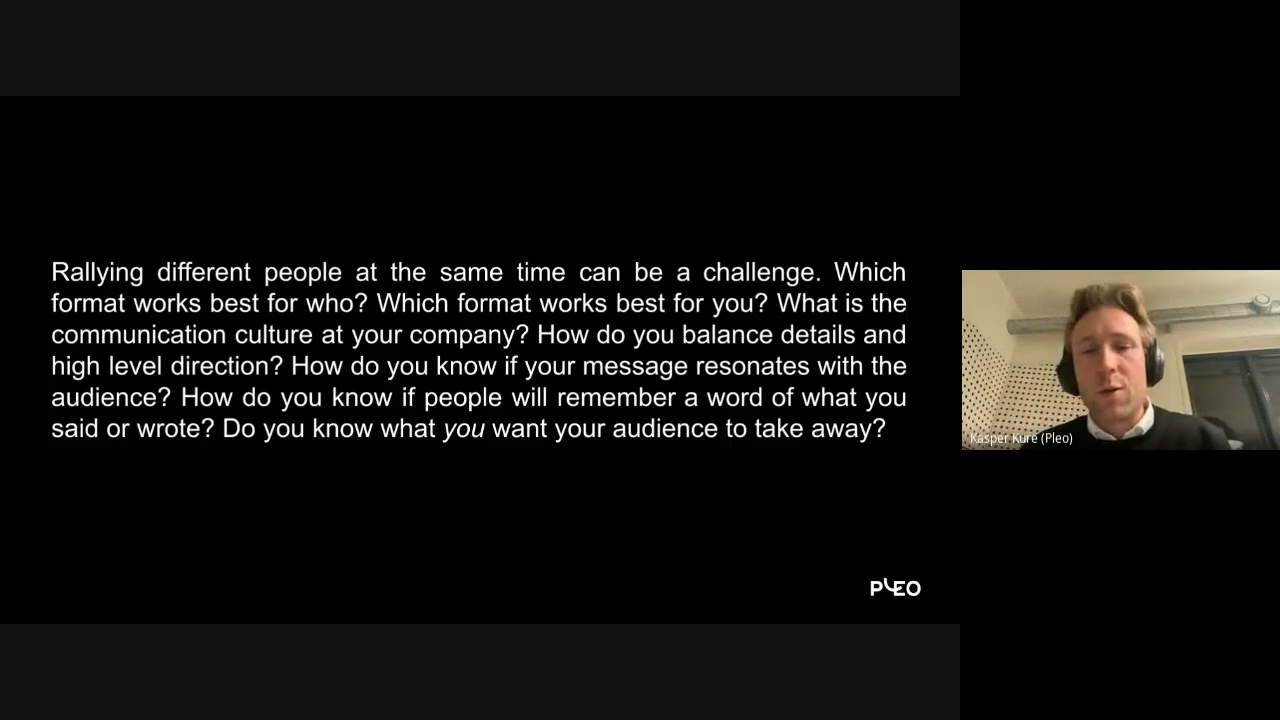 Rallying different people at the same time can be a challenge. Which
format works best for who? Which format works best for you? What is the
communication culture at your company? How do you balance details and
high level direction? How do you know if your message resonates with the
audience? How do you know if people will remember a word of what you
said or wrote? Do you know what you want your audience to take away?
Kasper Kure (Pleo)
PLEO